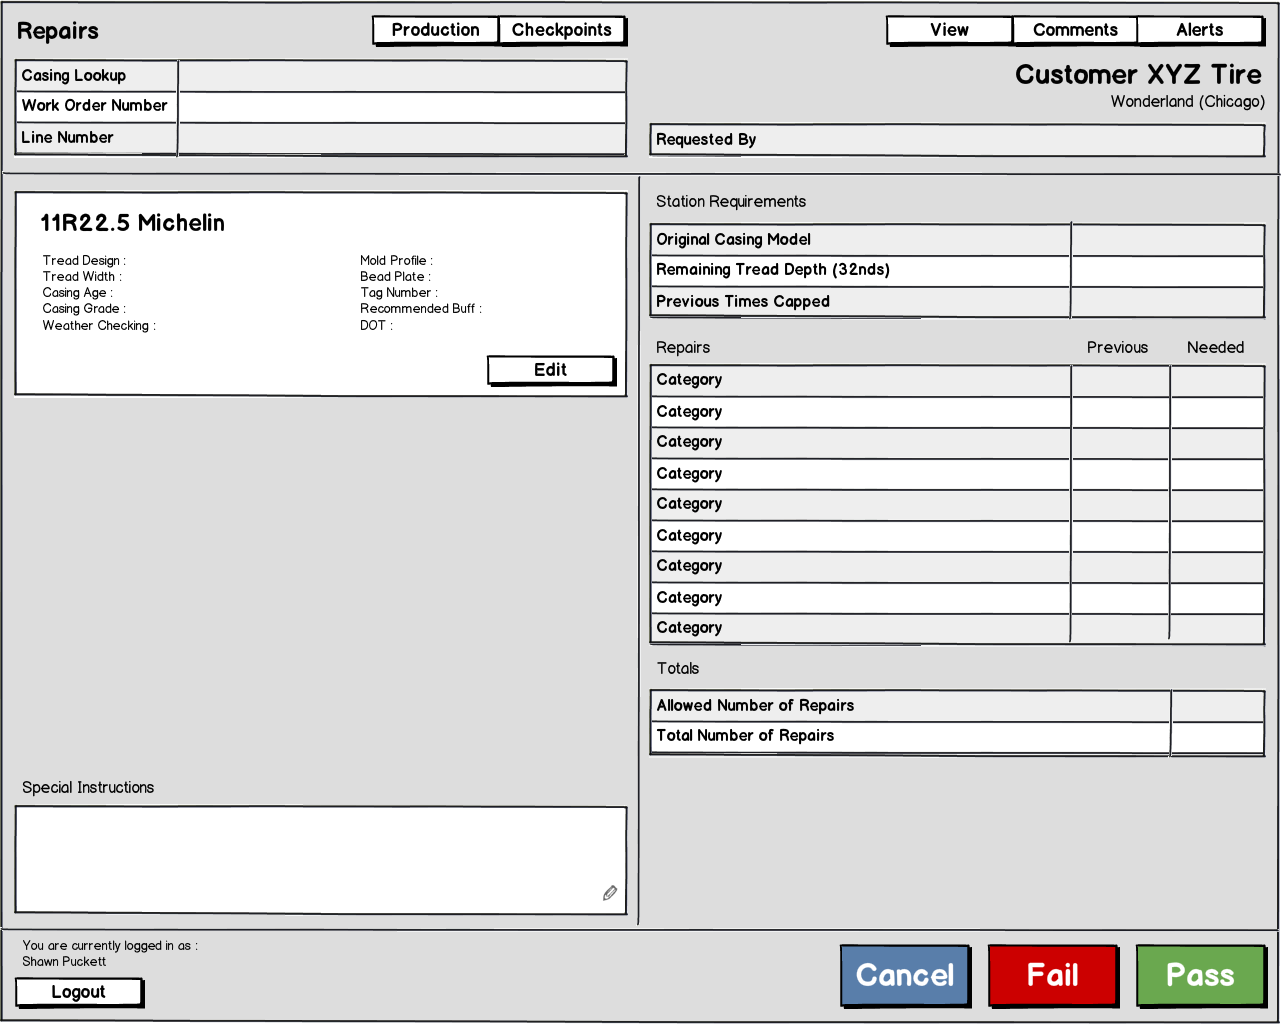 Repairs
Production
Checkpoints
View
Comments
Alerts
Casing Lookup
Work Order Number
Line Number
Customer XYZ Tire
Wonderland (Chicago)
Requested By
11R22.5 Michelin
Tread Design :
Tread Width :
Casing Age :
Casing Grade :
Weather Checking :
Mold Profile :
Bead Plate :
Tag Number :
Recommended Buff :
DOT :
Edit
Special Instructions
Station Requirements
Original Casing Model
Remaining Tread Depth (32nds)
Previous Times Capped
Repairs Previous Needed
Category
Category
Category
Category
Category
Category
Category
Category
Category
Totals
Allowed Number of Repairs
Total Number of Repairs
You are currently logged in as :
Shawn Puckett
Logout
Cancel
Fail
Pass